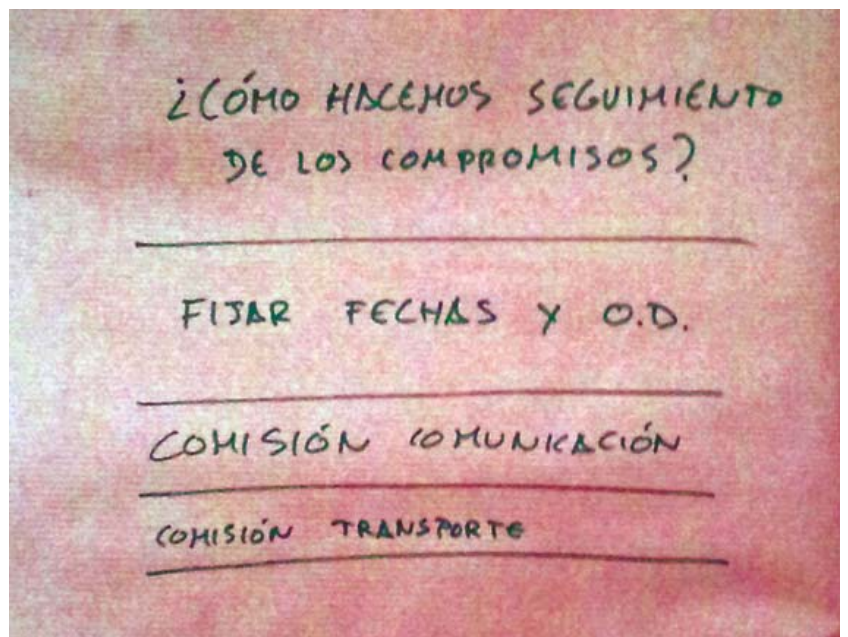 ¿CÓMO HACEMOS SEGUIMIENTO
DE LOS COMPROMISOS?
FIJAR FECHAS Y O.D.
COMISIÓN COMUNICACIÓN
COMISIÓN TRANSPORTE